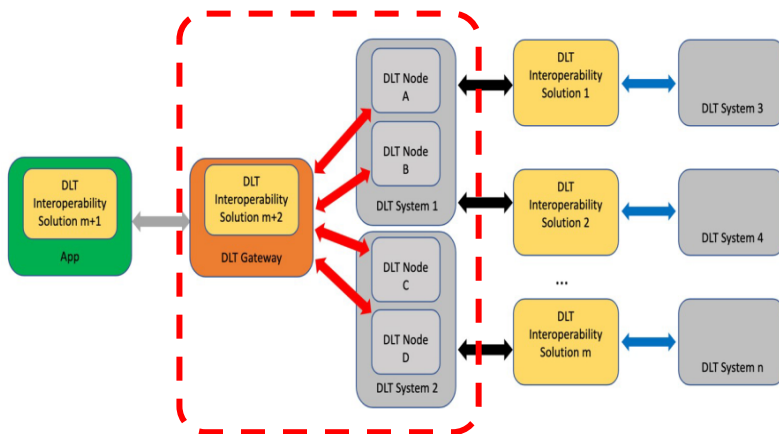 DLT
Interoperability
Solution m+1
App
DLT
Interoperability
Solution m+2
DLT Gateway
DLT Node
A
DLT Node
B
DLT System 1
DLT Node
C
DLT Node
D
DLT System 2
DLT
Interoperability
Solution 1
DLT System 3
DLT
Interoperability
Solution 2
DLT System 4
...
DLT
Interoperability
Solution m
DLT System n